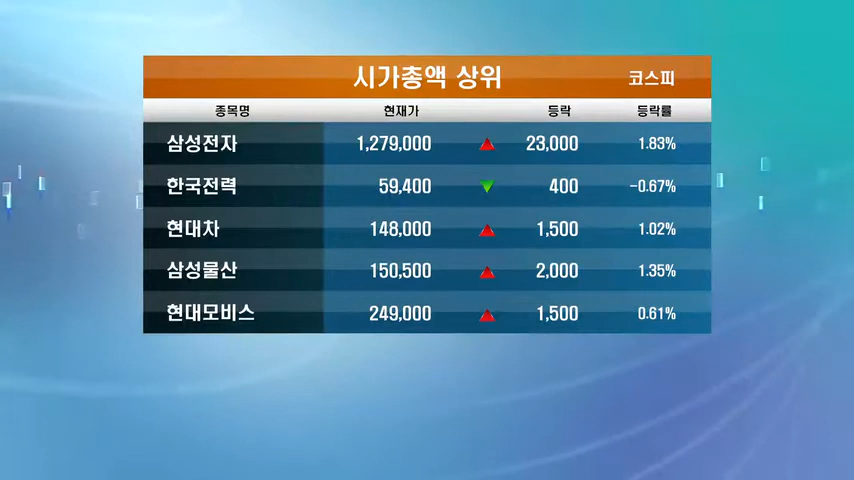 시가총액 상위 코스피
종목명 현재가 등락 등락률
삼성전자 1,279,000 ▲ 23,000 1.83%
한국전력 59,400 ▼ 400 -0.67%
현대차 148,000 ▲ 1,500 1.02%
삼성물산 150,500 ▲ 2,000 1.35%
현대모비스 249,000 ▲ 1,500 0.61%